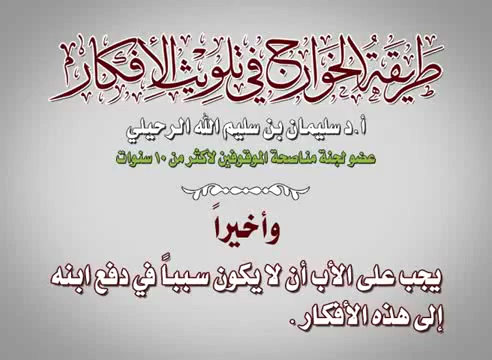 طريقة الخوارج في تلويث الأفكار
أ.د سليمان بن سليم الله الرحيلي
عضو لجنة مناصحة الموقوفين لأكثر من ١٠ سنوات
وأخيراً
يجب على الأب أن لا يكون سبباً في دفع ابنه
إلى هذه الأفكار.